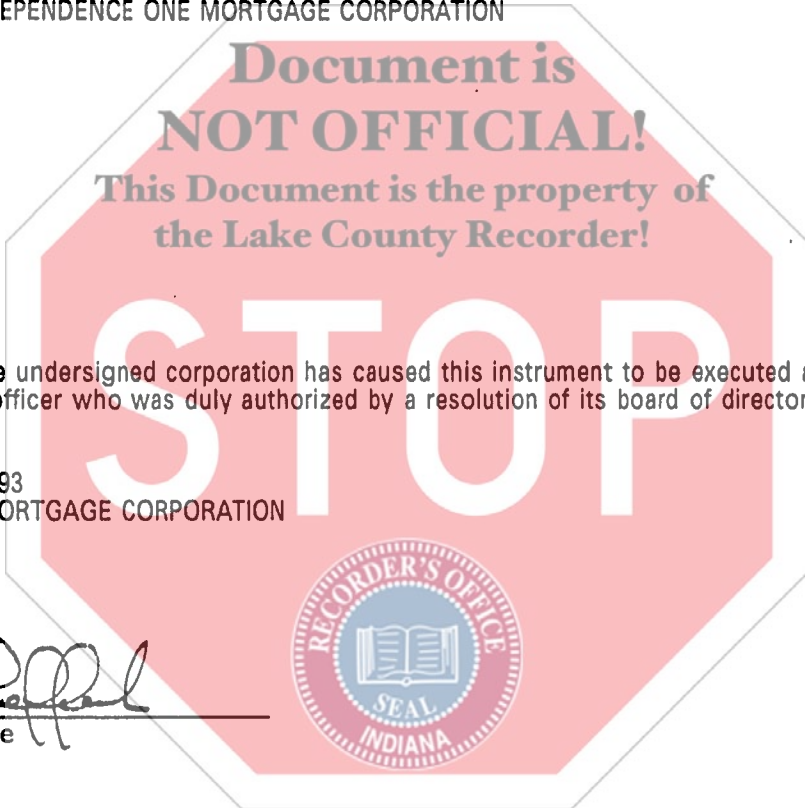 EPENDENCE ONE MORTGAGE CORPORATION
Document is
NOT OFFICIAL!
This Document is the property of
the Lake County Recorder!
STOP
e undersigned corporation has caused this instrument to be executed a
officer who was duly authorized by a resolution of its board of director
93
ORTGAGE CORPORATION
RECORDER'S OFFICE
SEAL
INDIANA
e